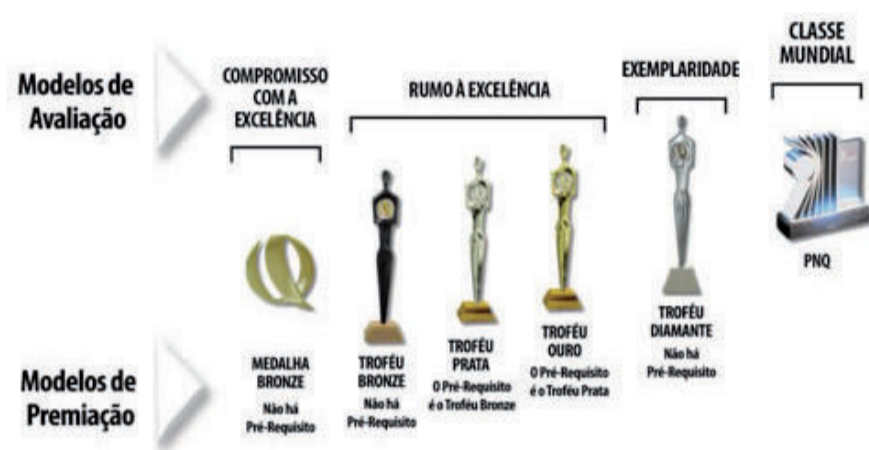 Modelos de
Avaliação
COMPROMISSO
COM A
EXCELÊNCIA
RUMO À EXCELÊNCIA
EXEMPLARIDADE
CLASSE
MUNDIAL
PNQ
Modelos de
Premiação
MEDALHA
BRONZE
Não há
Pré-Requisito
TROFÉU
BRONZE
Não há
Pré-Requisito
TROFÉU
PRATA
O Pré-Requisito
é o Troféu Bronze
TROFÉU
OURO
O Pré-Requisito
é o Troféu Prata
TROFÉU
DIAMANTE
Não há
Pré-Requisito